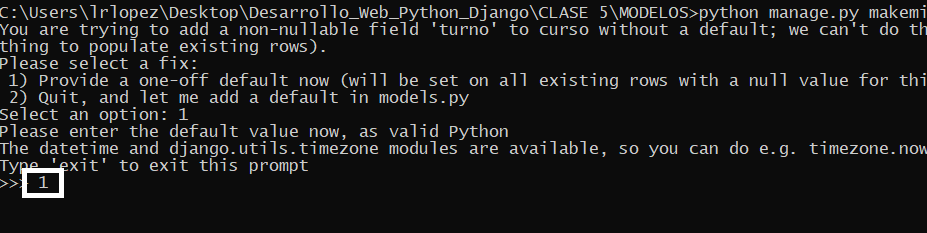 C:\Users\lrlopez\Desktop\Desarrollo_Web_Python_Django\CLASE 5\MODELOS>python manage.py makemi
You are trying to add a non-nullable field 'turno' to curso without a default; we can't do th
thing to populate existing rows).
Please select a fix:
 1) Provide a one-off default now (will be set on all existing rows with a null value for thi
 2) Quit, and let me add a default in models.py
Select an option: 1
Please enter the default value now, as valid Python
The datetime and django.utils.timezone modules are available, so you can do e.g. timezone.now
Type 'exit' to exit this prompt
>>> 1